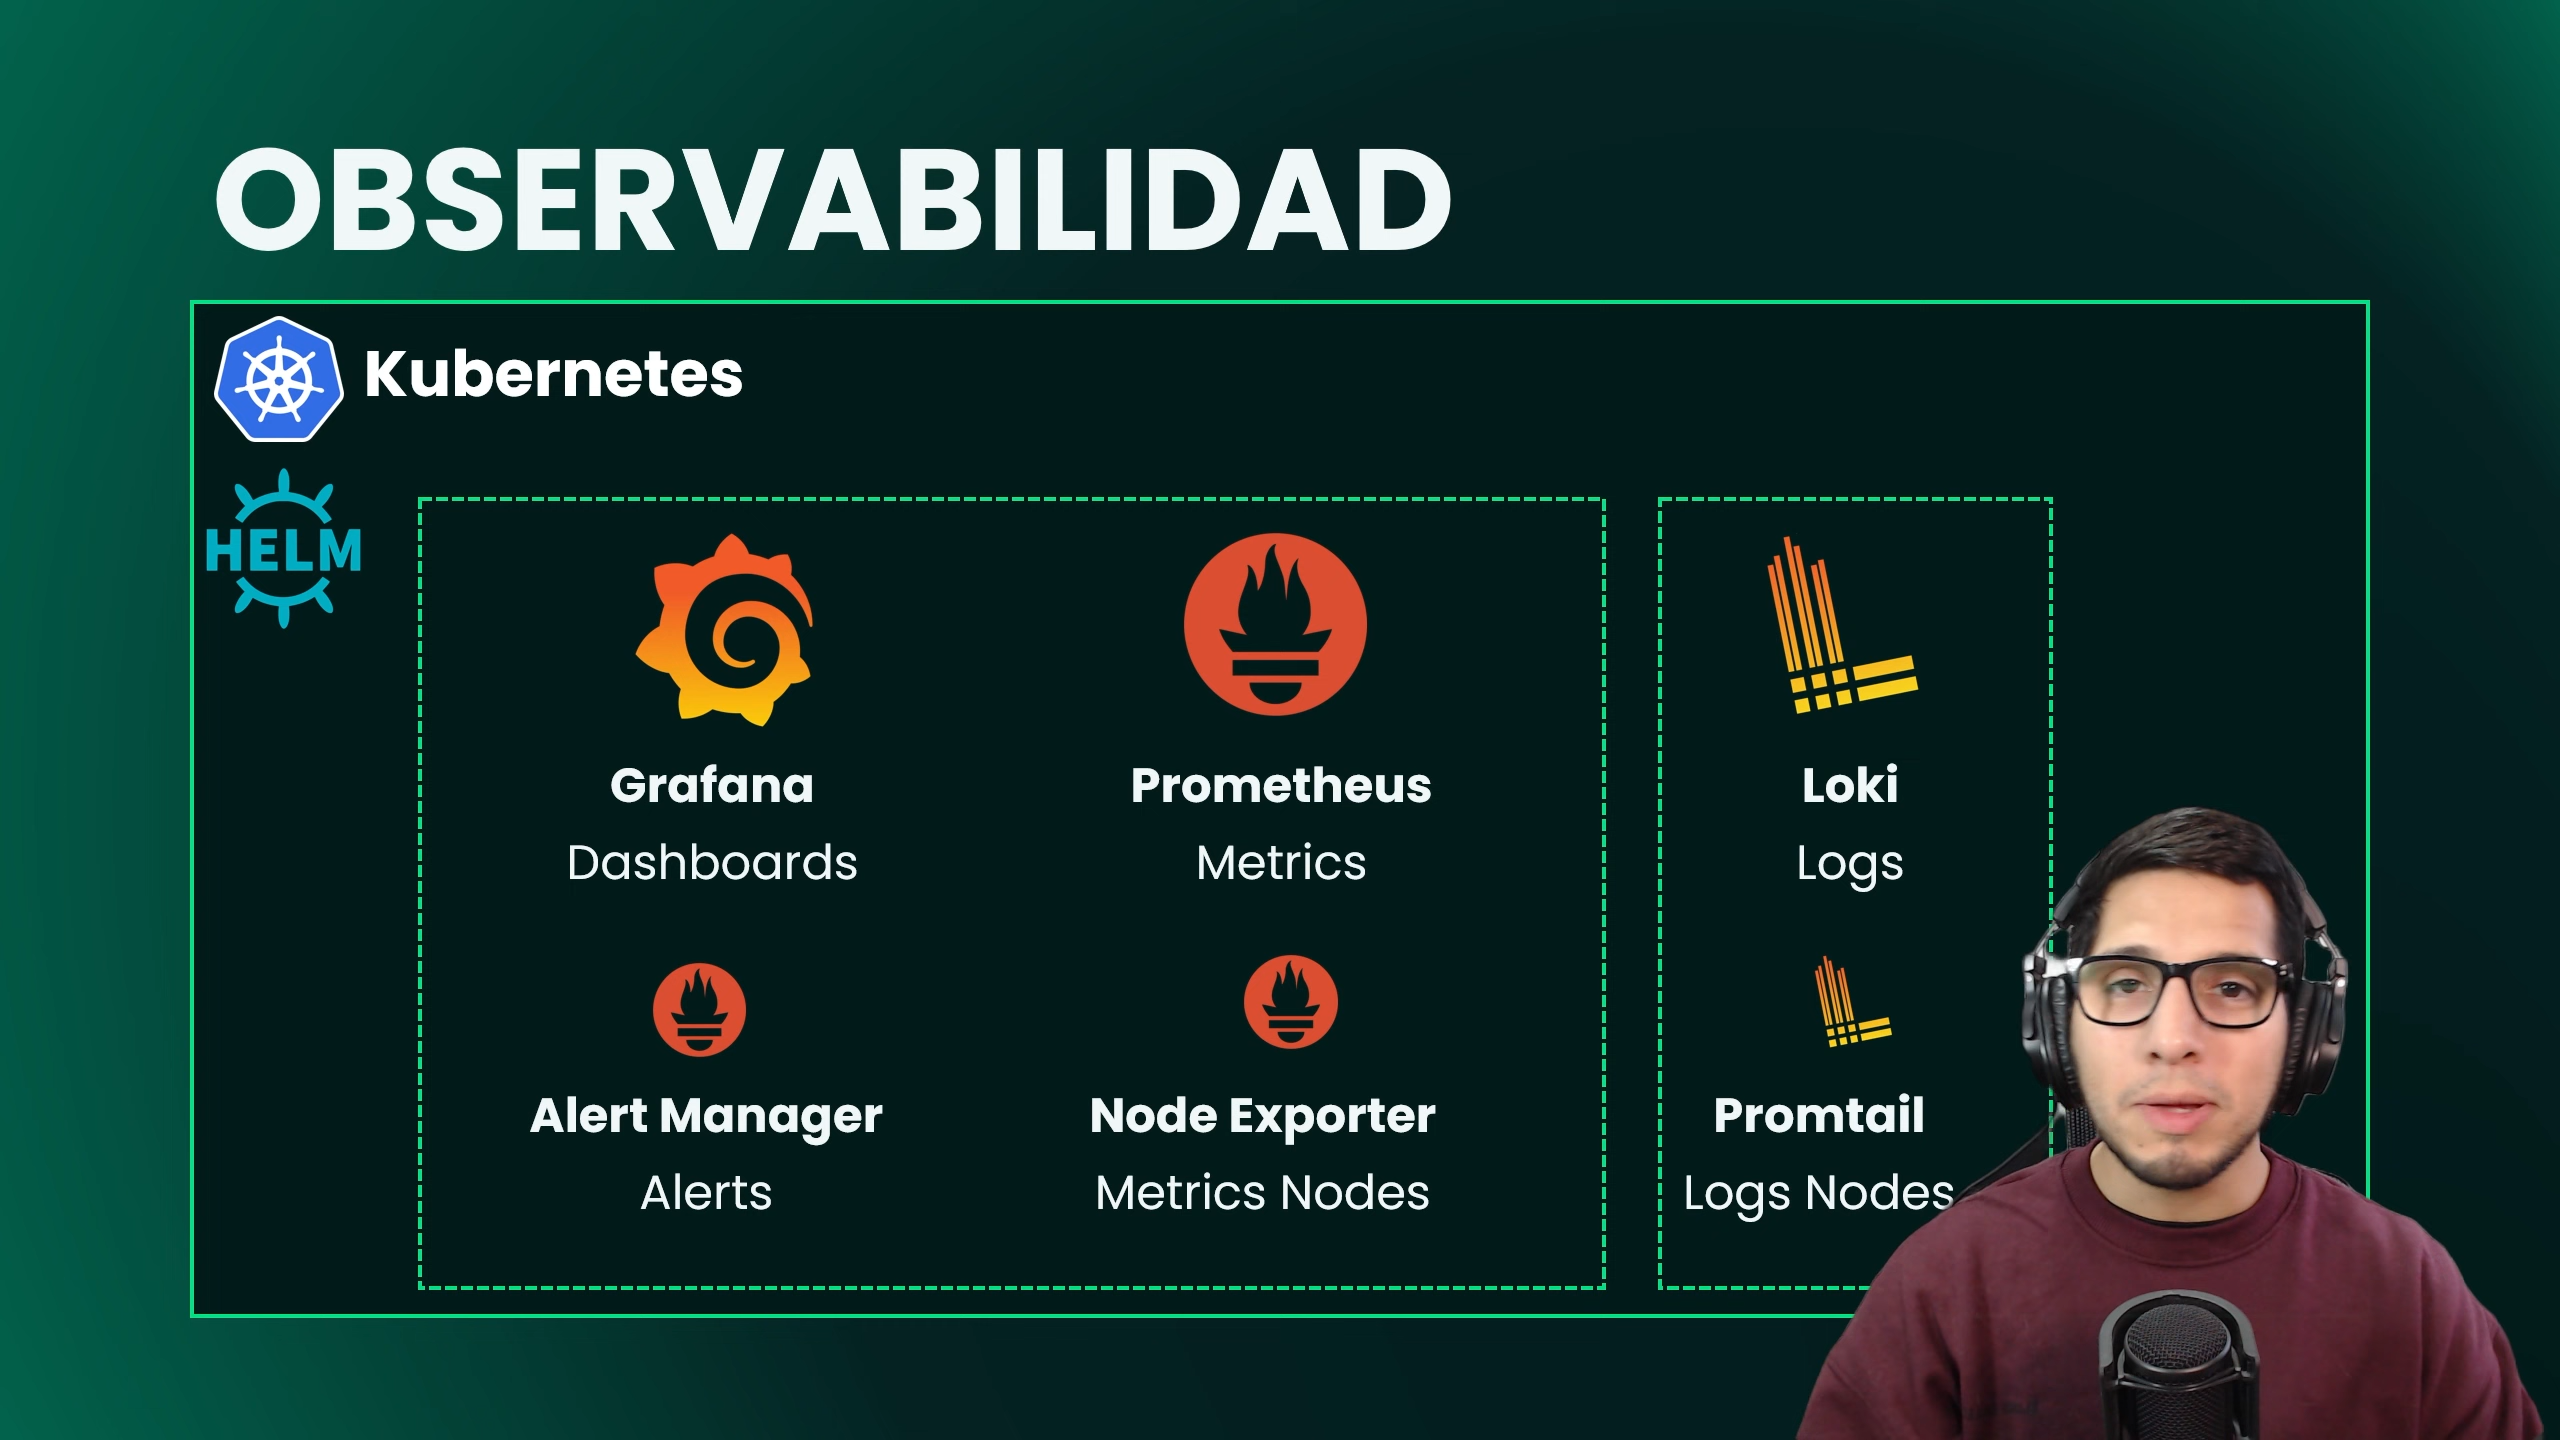 OBSERVABILIDAD
Kubernetes
HELM
Grafana
Dashboards
Prometheus
Metrics
Loki
Logs
Alert Manager
Alerts
Node Exporter
Metrics Nodes
Promtail
Logs Nodes